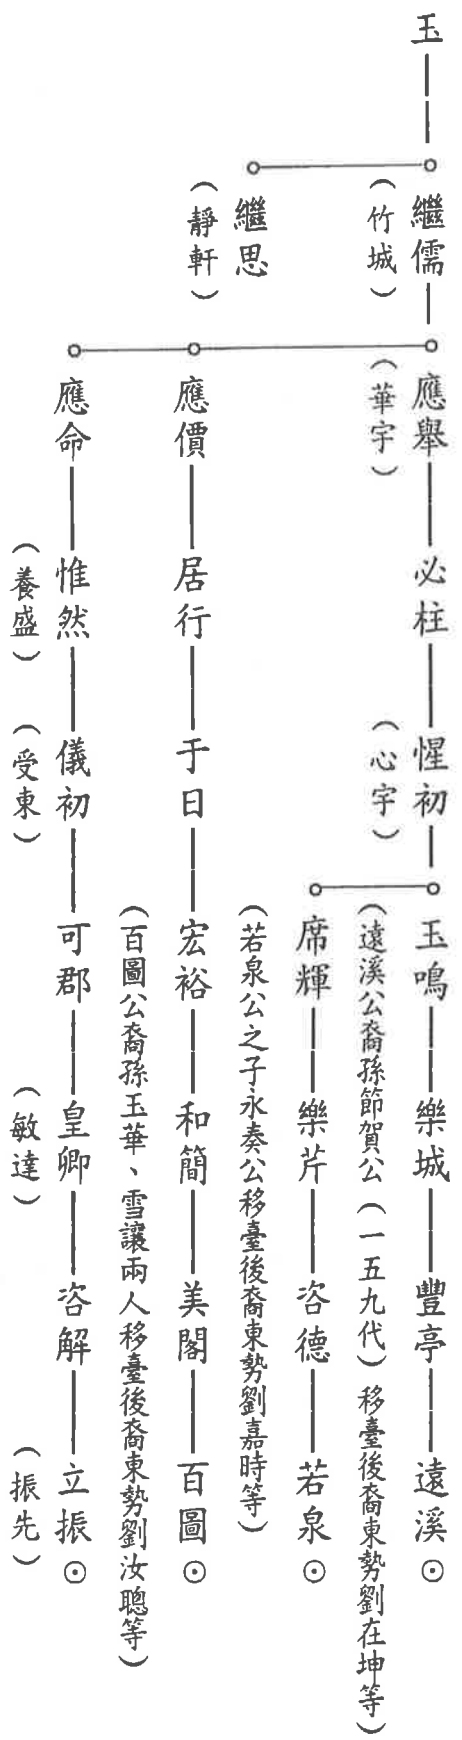 玉
繼儒
（竹城）
繼思
（靜軒）
應舉
（華宇）
必柱
惺初
（心宇）
玉鳴
樂城
豐亭
遠溪
（遠溪公裔孫節賀公（一五九代）移臺後裔東勢劉在坤等）
席輝
樂芹
咨德
若泉
（若泉公之子永奏公移臺後裔東勢劉嘉時等）
應價
居行
于日
宏裕
和簡
美閣
百圖
（百圖公裔孫玉華、雪讓兩人移臺後裔東勢劉汝聰等）
應命
惟然
（養盛）
儀初
（受東）
可郡
皇卿
（敏達）
咨解
立振
（振先）